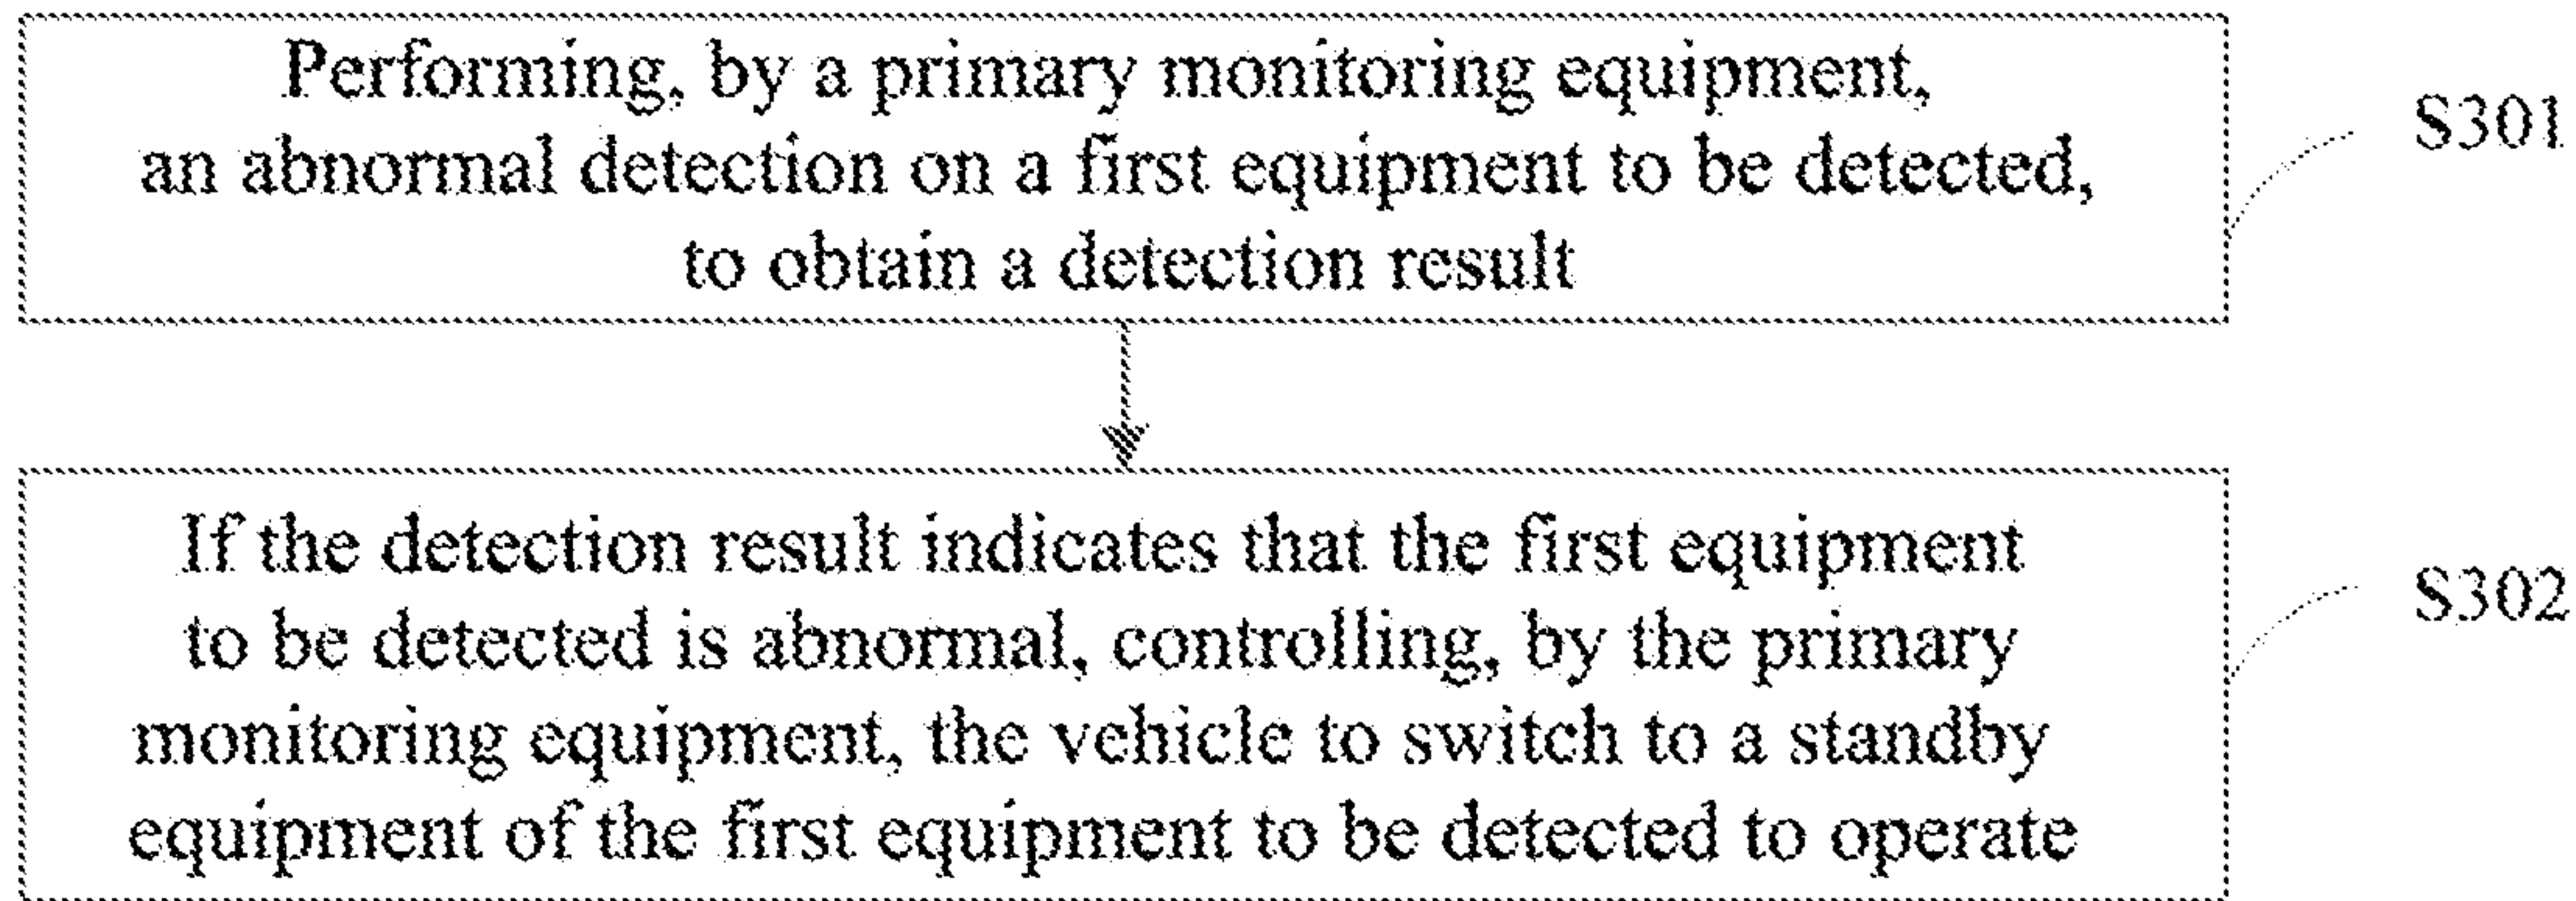 Performing, by a primary monitoring equipment,
an abnormal detection on a first equipment to be detected,
to obtain a detection result
S301
If the detection result indicates that the first equipment
to be detected is abnormal, controlling, by the primary
monitoring equipment, the vehicle to switch to a standby
equipment of the first equipment to be detected to operate
S302